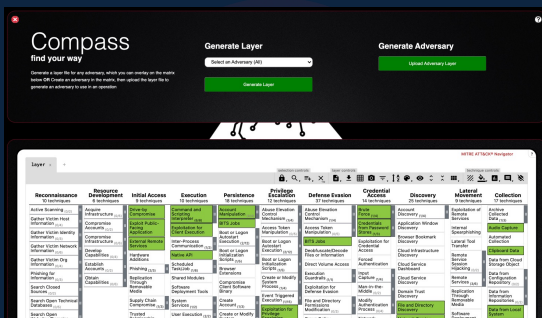 Compass
find your way
Generate a layer file for any adversary, which you can overlay on the matrix
below OR Create an adversary in the matrix, then upload the layer file to
generate an adversary to use in an operation
Generate Layer
Select an Adversary (All)
Generate Layer
Generate Adversary
Upload Adversary Layer
MITRE ATT&CK® Navigator
layer
selection controls
layer controls
technique controls
Reconnaissance
10 techniques
Active Scanning
Gather Victim Host
Information
Gather Victim Identity
Information
Gather Victim Network
Information
Gather Victim Org
Information
Phishing for
Information
Search Closed
Sources
Search Open Technical
Databases
Search Open
Resource
Development
6 techniques
Acquire
Infrastructure
Compromise
Accounts
Compromise
Infrastructure
Develop
Capabilities
Establish
Accounts
Obtain
Capabilities
Initial Access
9 techniques
Drive-by
Compromise
Exploit Public-
Facing
Application
External Remote
Services
Hardware
Additions
Phishing
Replication
Through
Removable
Media
Supply Chain
Compromise
Trusted
Execution
10 techniques
Command and
Scripting
Interpreter
Exploitation for
Client Execution
Inter-Process
Communication
Native API
Scheduled
Task/Job
Shared Modules
Software
Deployment Tools
System
Services
User Execution
Persistence
18 techniques
Account
Manipulation
BITS Jobs
Boot or Logon
Autostart
Execution
Boot or Logon
Initialization
Scripts
Browser
Extensions
Compromise
Client Software
Binary
Create
Account
Create or Modify
Privilege
Escalation
12 techniques
Abuse Elevation
Control
Mechanism
Access Token
Manipulation
Boot or Logon
Autostart
Execution
Boot or Logon
Initialization
Scripts
Create or Modify
System
Process
Event Triggered
Execution
Exploitation for
Privilege
Defense Evasion
37 techniques
Abuse Elevation
Control
Mechanism
Access Token
Manipulation
BITS Jobs
Deobfuscate/Decode
Files or Information
Direct Volume Access
Execution
Guardrails
Exploitation for
Defense Evasion
File and Directory
Permissions
Modification
Credential
Access
14 techniques
Brute
Force
Credentials
from Password
Stores
Exploitation for
Credential
Access
Forced
Authentication
Input
Capture
Man-in-the-
Middle
Modify
Authentication
Process
Discovery
25 techniques
Account
Discovery
Application Window
Discovery
Browser Bookmark
Discovery
Cloud Infrastructure
Discovery
Cloud Service
Dashboard
Cloud Service
Discovery
Domain Trust
Discovery
File and Directory
Discovery
Lateral
Movement
9 techniques
Exploitation of
Remote
Services
Internal
Spearphishing
Lateral Tool
Transfer
Remote
Service
Session
Hijacking
Remote
Services
Replication
Through
Removable
Media
Software
Collection
17 techniques
Archive
Collected
Data
Audio Capture
Automated
Collection
Clipboard Data
Data from Cloud
Storage Object
Data from
Configuration
Repository
Data from
Information
Repositories
Data from Local
System